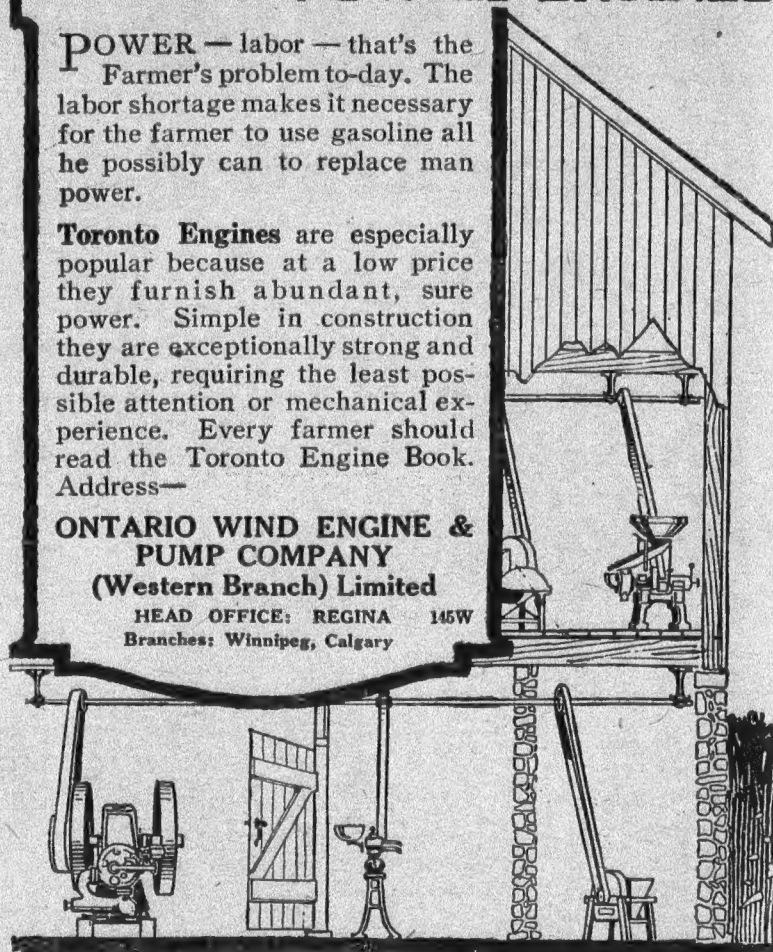 POWER — labor — that's the
Farmer's problem to-day. The
labor shortage makes it necessary
for the farmer to use gasoline all
he possibly can to replace man
power.
Toronto Engines are especially
popular because at a low price
they furnish abundant, sure
power. Simple in construction
they are exceptionally strong and
durable, requiring the least pos-
sible attention or mechanical ex-
perience. Every farmer should
read the Toronto Engine Book.
Address—
ONTARIO WIND ENGINE &
PUMP COMPANY
(Western Branch) Limited
HEAD OFFICE: REGINA 145W
Branches: Winnipeg, Calgary